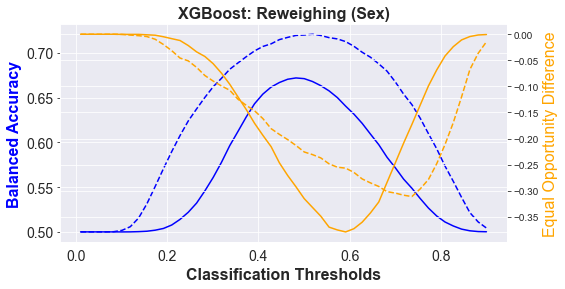 XGBoost: Reweighing (Sex)
Balanced Accuracy
0.70
0.65
0.60
0.55
0.50
0.0 0.2 0.4 0.6 0.8
Classification Thresholds
0.00
−0.05
−0.10
−0.15
−0.20
−0.25
−0.30
−0.35
Equal Opportunity Difference